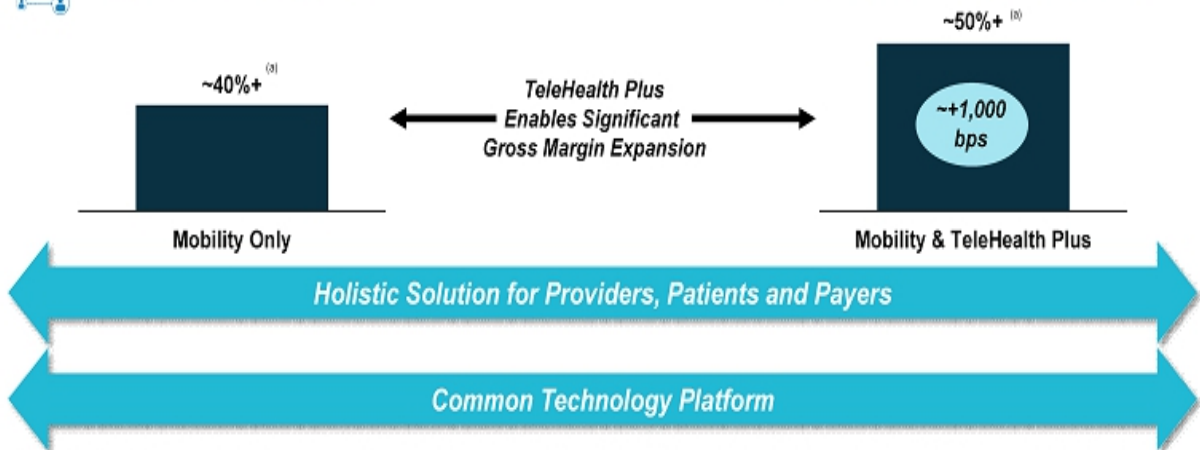 ~40%+ (a)
TeleHealth Plus
Enables Significant
Gross Margin Expansion
~50%+ (a)
~+1,000
bps
Mobility Only
Mobility & TeleHealth Plus
Holistic Solution for Providers, Patients and Payers
Common Technology Platform